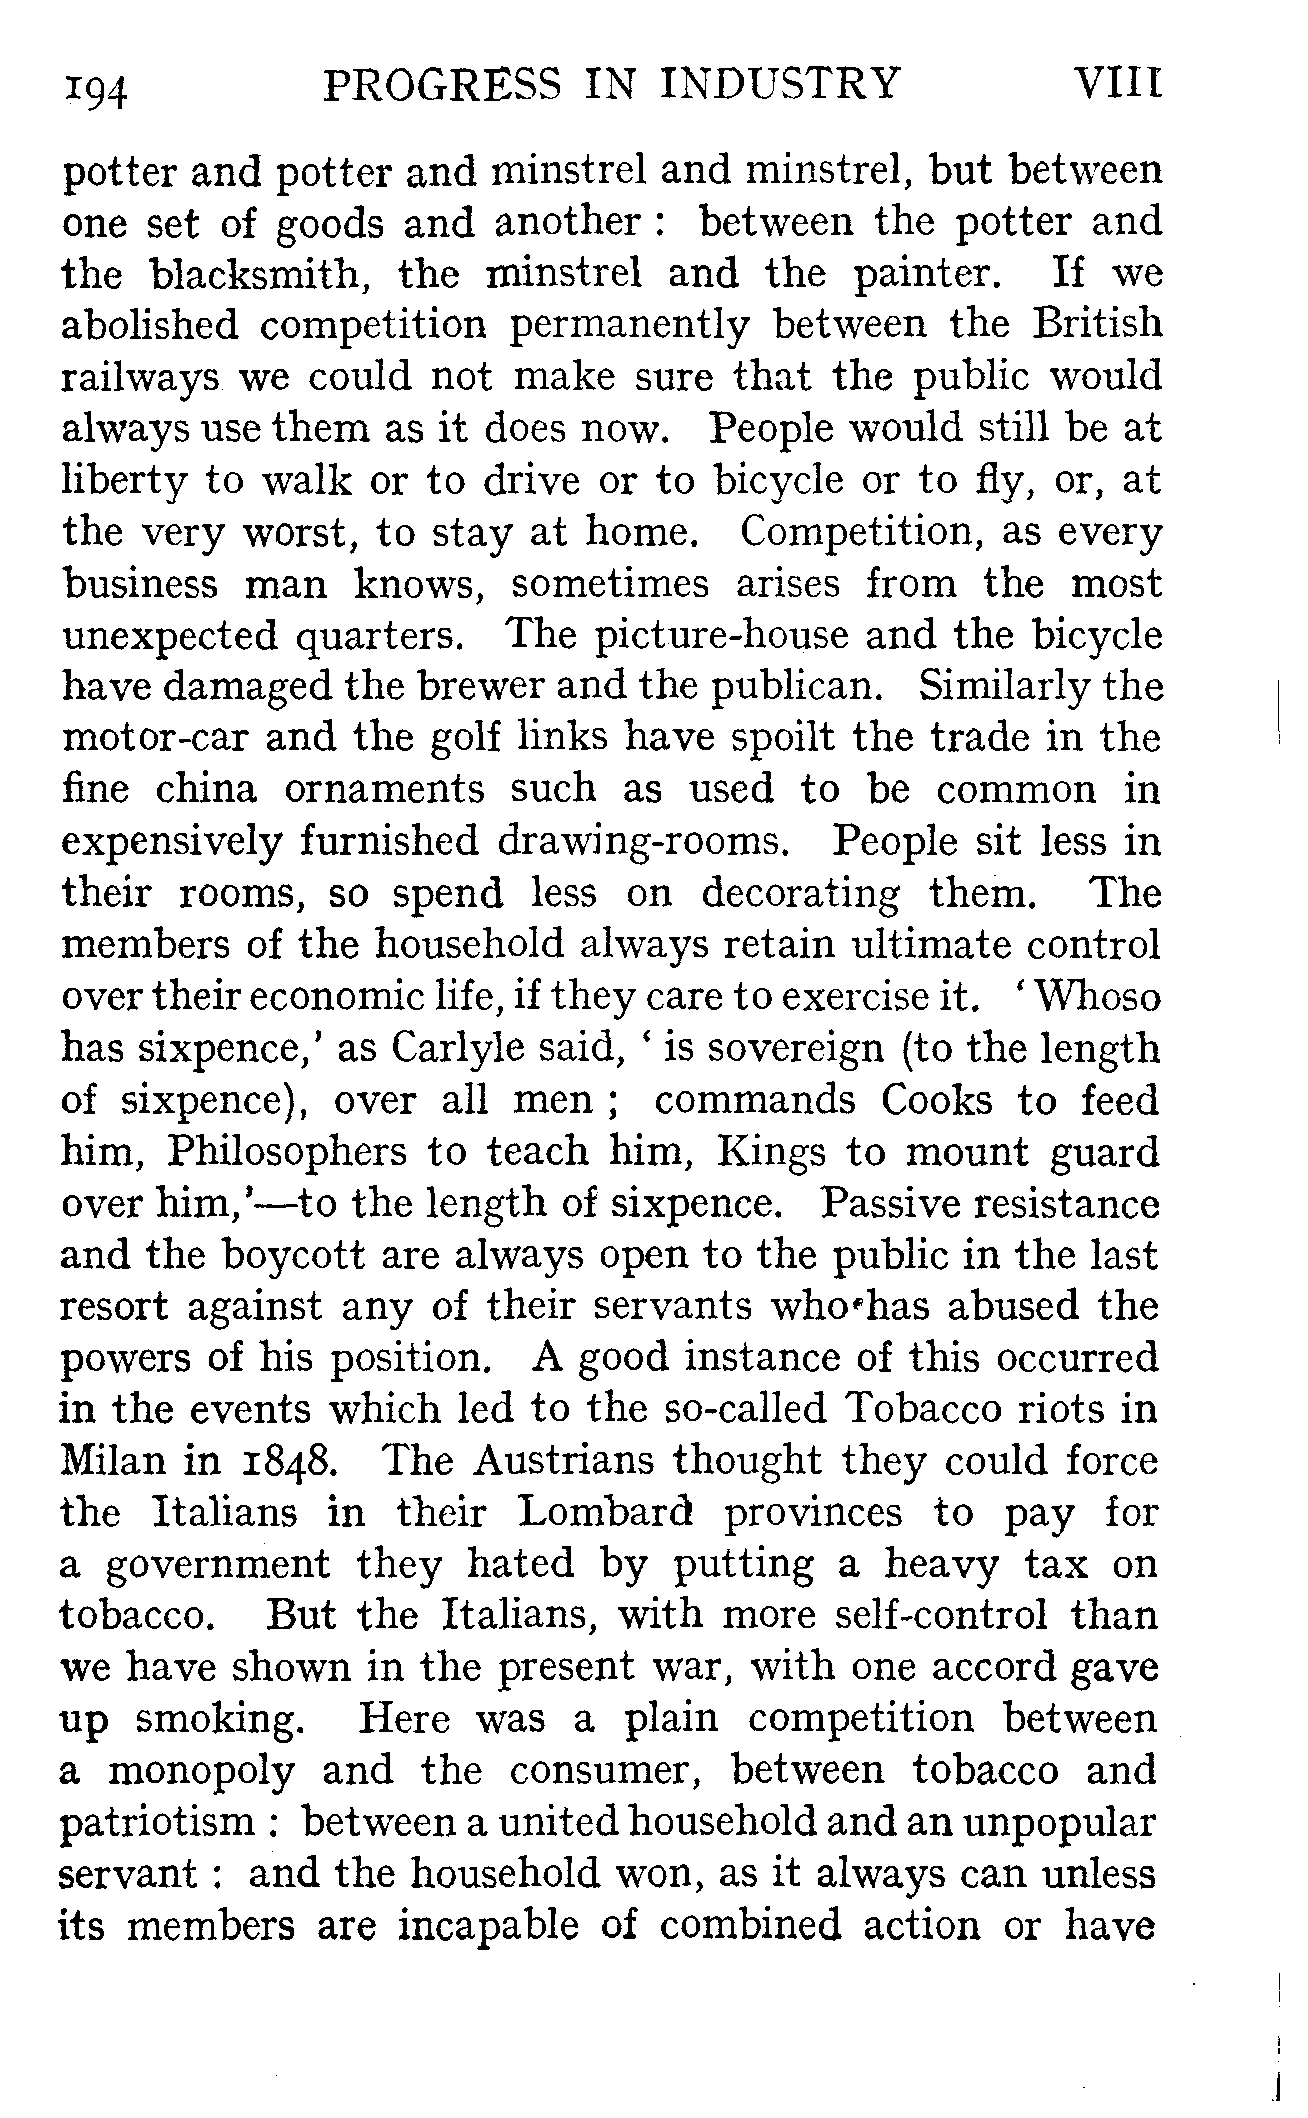 194 PROGRESS IN INDUSTRY VIII
potter and potter and minstrel and minstrel, but between
one set of goods and another : between the potter and
the blacksmith, the minstrel and the painter. If we
abolished competition permanently between the British
railways we could not make sure that the public would
always use them as it does now. People would still be at
liberty to walk or to drive or to bicycle or to fly, or, at
the very worst, to stay at home. Competition, as every
business man knows, sometimes arises from the most
unexpected quarters. The picture-house and the bicycle
have damaged the brewer and the publican. Similarly the
motor-car and the golf links have spoilt the trade in the
fine china ornaments such as used to be common in
expensively furnished drawing-rooms. People sit less in
their rooms, so spend less on decorating them. The
members of the household always retain ultimate control
over their economic life, if they care to exercise it. ‘ Whoso
has sixpence,’ as Carlyle said, ‘ is sovereign (to the length
of sixpence), over all men ; commands Cooks to feed
him, Philosophers to teach him, Kings to mount guard
over him,’—to the length of sixpence. Passive resistance
and the boycott are always open to the public in the last
resort against any of their servants who has abused the
powers of his position. A good instance of this occurred
in the events which led to the so-called Tobacco riots in
Milan in 1848. The Austrians thought they could force
the Italians in their Lombard provinces to pay for
a government they hated by putting a heavy tax on
tobacco. But the Italians, with more self-control than
we have shown in the present war, with one accord gave
up smoking. Here was a plain competition between
a monopoly and the consumer, between tobacco and
patriotism : between a united household and an unpopular
servant : and the household won, as it always can unless
its members are incapable of combined action or have